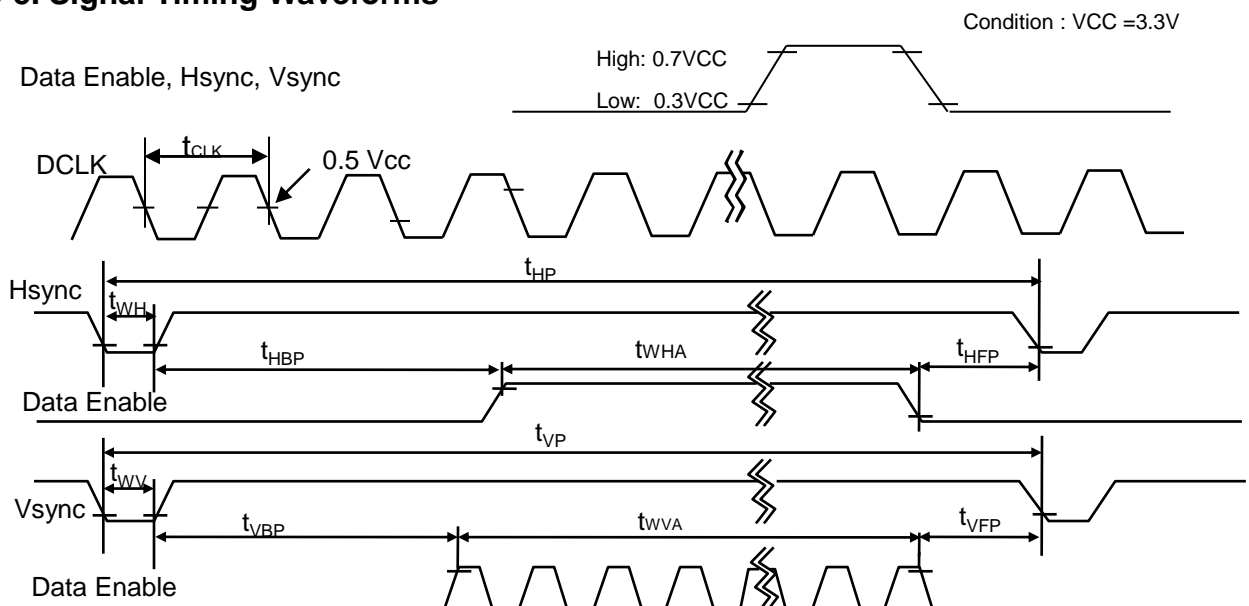 Signal Timing Waveforms
Condition : VCC =3.3V
High: 0.7VCC
Data Enable, Hsync, Vsync
Low: 0.3VCC
tCLK
DCLK
0.5 Vcc
tHP
Hsync
tWH
tHBP
tWHA
tHFP
Data Enable
tVP
tWV
Vsync
tVBP
tWVA
tVFP
Data Enable